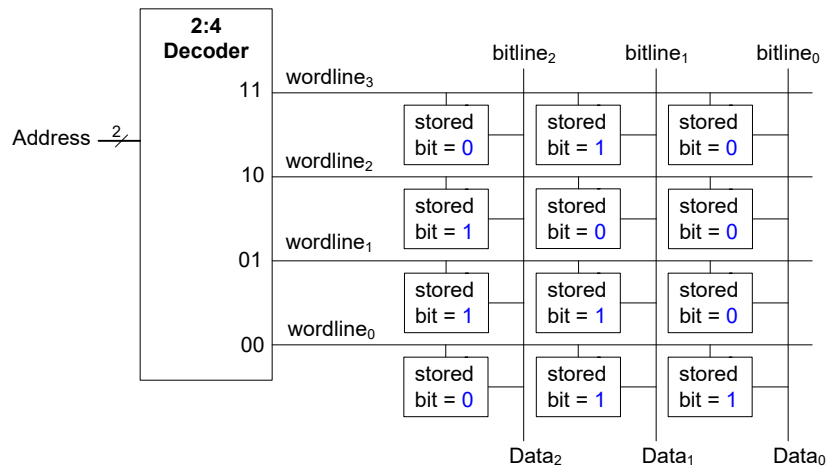 2:4
Decoder
bitline₂ bitline₁ bitline₀
wordline₃
11
stored stored stored
bit = 0 bit = 1 bit = 0
Address 2
wordline₂
10
stored stored stored
bit = 1 bit = 0 bit = 0
wordline₁
01
stored stored stored
bit = 1 bit = 1 bit = 0
wordline₀
00
stored stored stored
bit = 0 bit = 1 bit = 1
Data₂ Data₁ Data₀